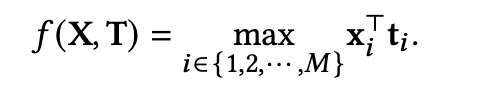 f(X, T) = max_{i∈{1,2,⋯,M}} x_i^⊤ t_i.